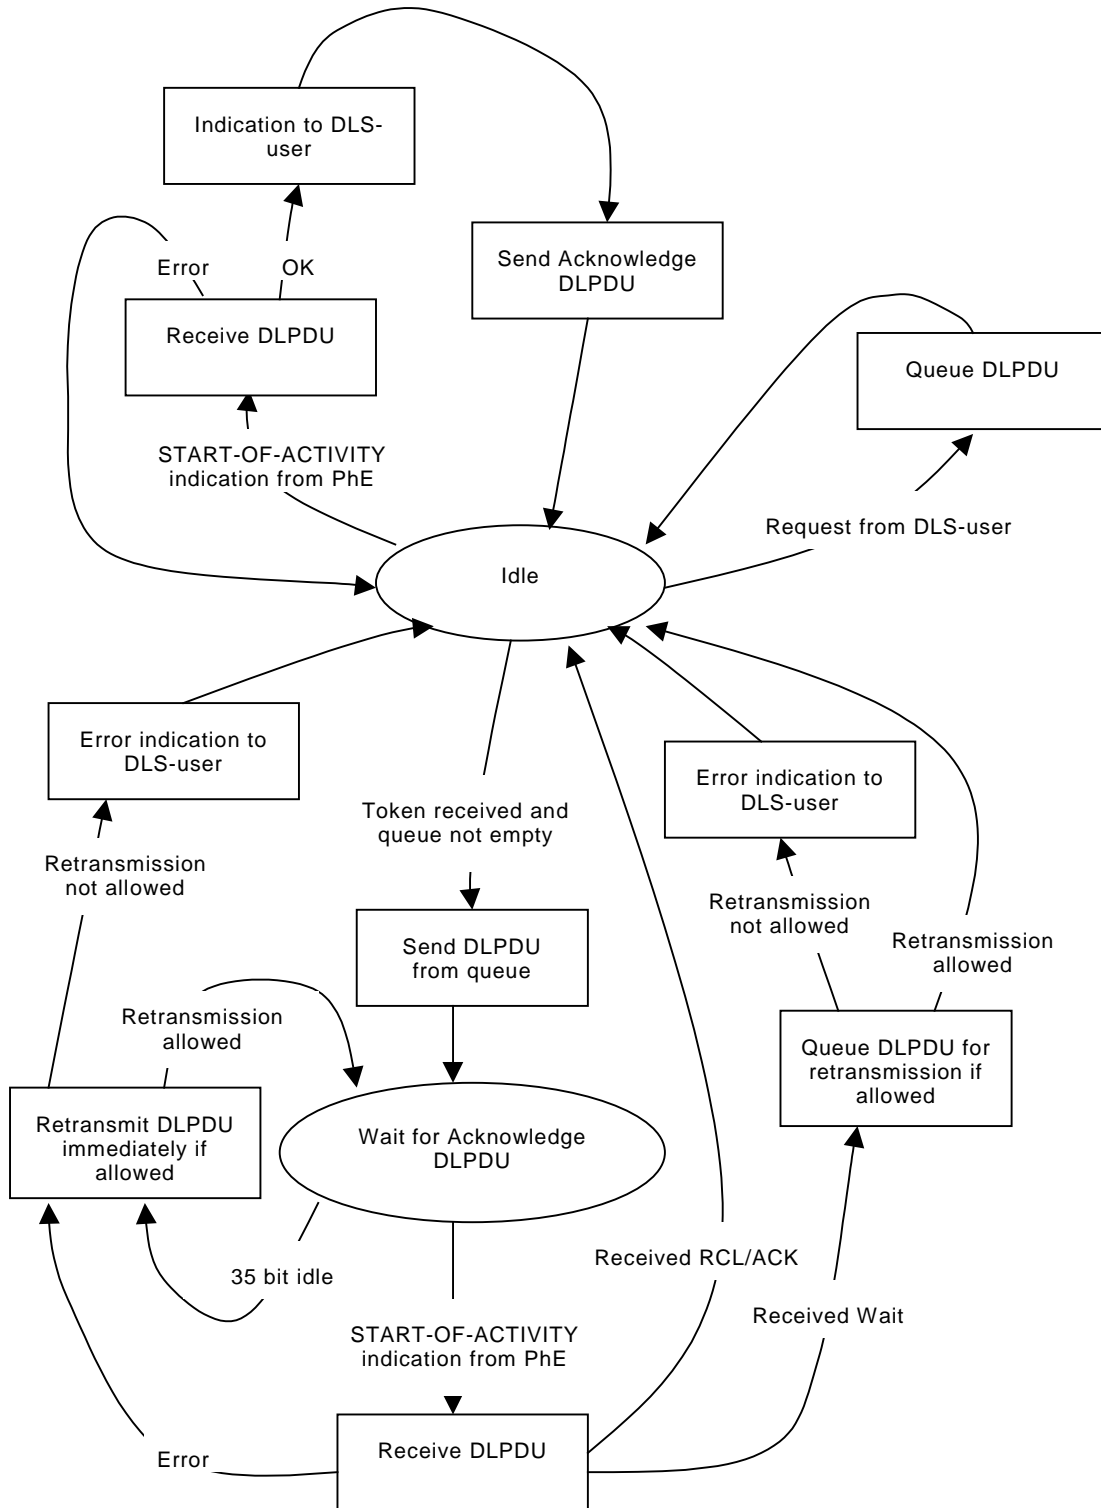 Indication to DLS-
user
Send Acknowledge
DLPDU
Error
OK
Receive DLPDU
Queue DLPDU
START-OF-ACTIVITY
indication from PhE
Request from DLS-user
Idle
Error indication to
DLS-user
Error indication to
DLS-user
Token received and
queue not empty
Retransmission
not allowed
Retransmission
not allowed
Retransmission
allowed
Send DLPDU
from queue
Retransmission
allowed
Queue DLPDU for
retransmission if
allowed
Retransmit DLPDU
immediately if
allowed
Wait for Acknowledge
DLPDU
35 bit idle
Received RCL/ACK
Received Wait
START-OF-ACTIVITY
indication from PhE
Error
Receive DLPDU